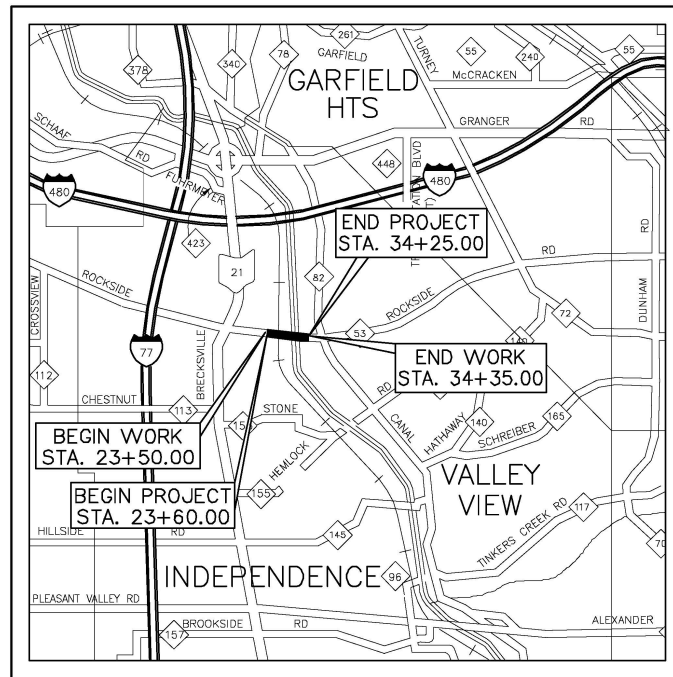 261
55
55
378
340
78
GARFIELD
240
TURNEY
McCRACKEN
GARFIELD
HTS
SCHAAF
RD
GRANGER
RD
448
480
480
FUHRMEYER
END PROJECT
STA. 34+25.00
423
21
82
RD
RD
CROSSVIEW
ROCKSIDE
ROCKSIDE
DUNHAM
72
53
77
BRECKSVILLE
END WORK
STA. 34+35.00
112
CHESTNUT
113
STONE
RD
CANAL
HATHAWAY
140
165
SCHREIBER
BEGIN WORK
STA. 23+50.00
HEMLOCK
VALLEY
VIEW
BEGIN PROJECT
STA. 23+60.00
155
TINKERS CREEK RD
117
HILLSIDE
RD
145
INDEPENDENCE
96
PLEASANT VALLEY RD
157
BROOKSIDE
RD
ALEXANDER